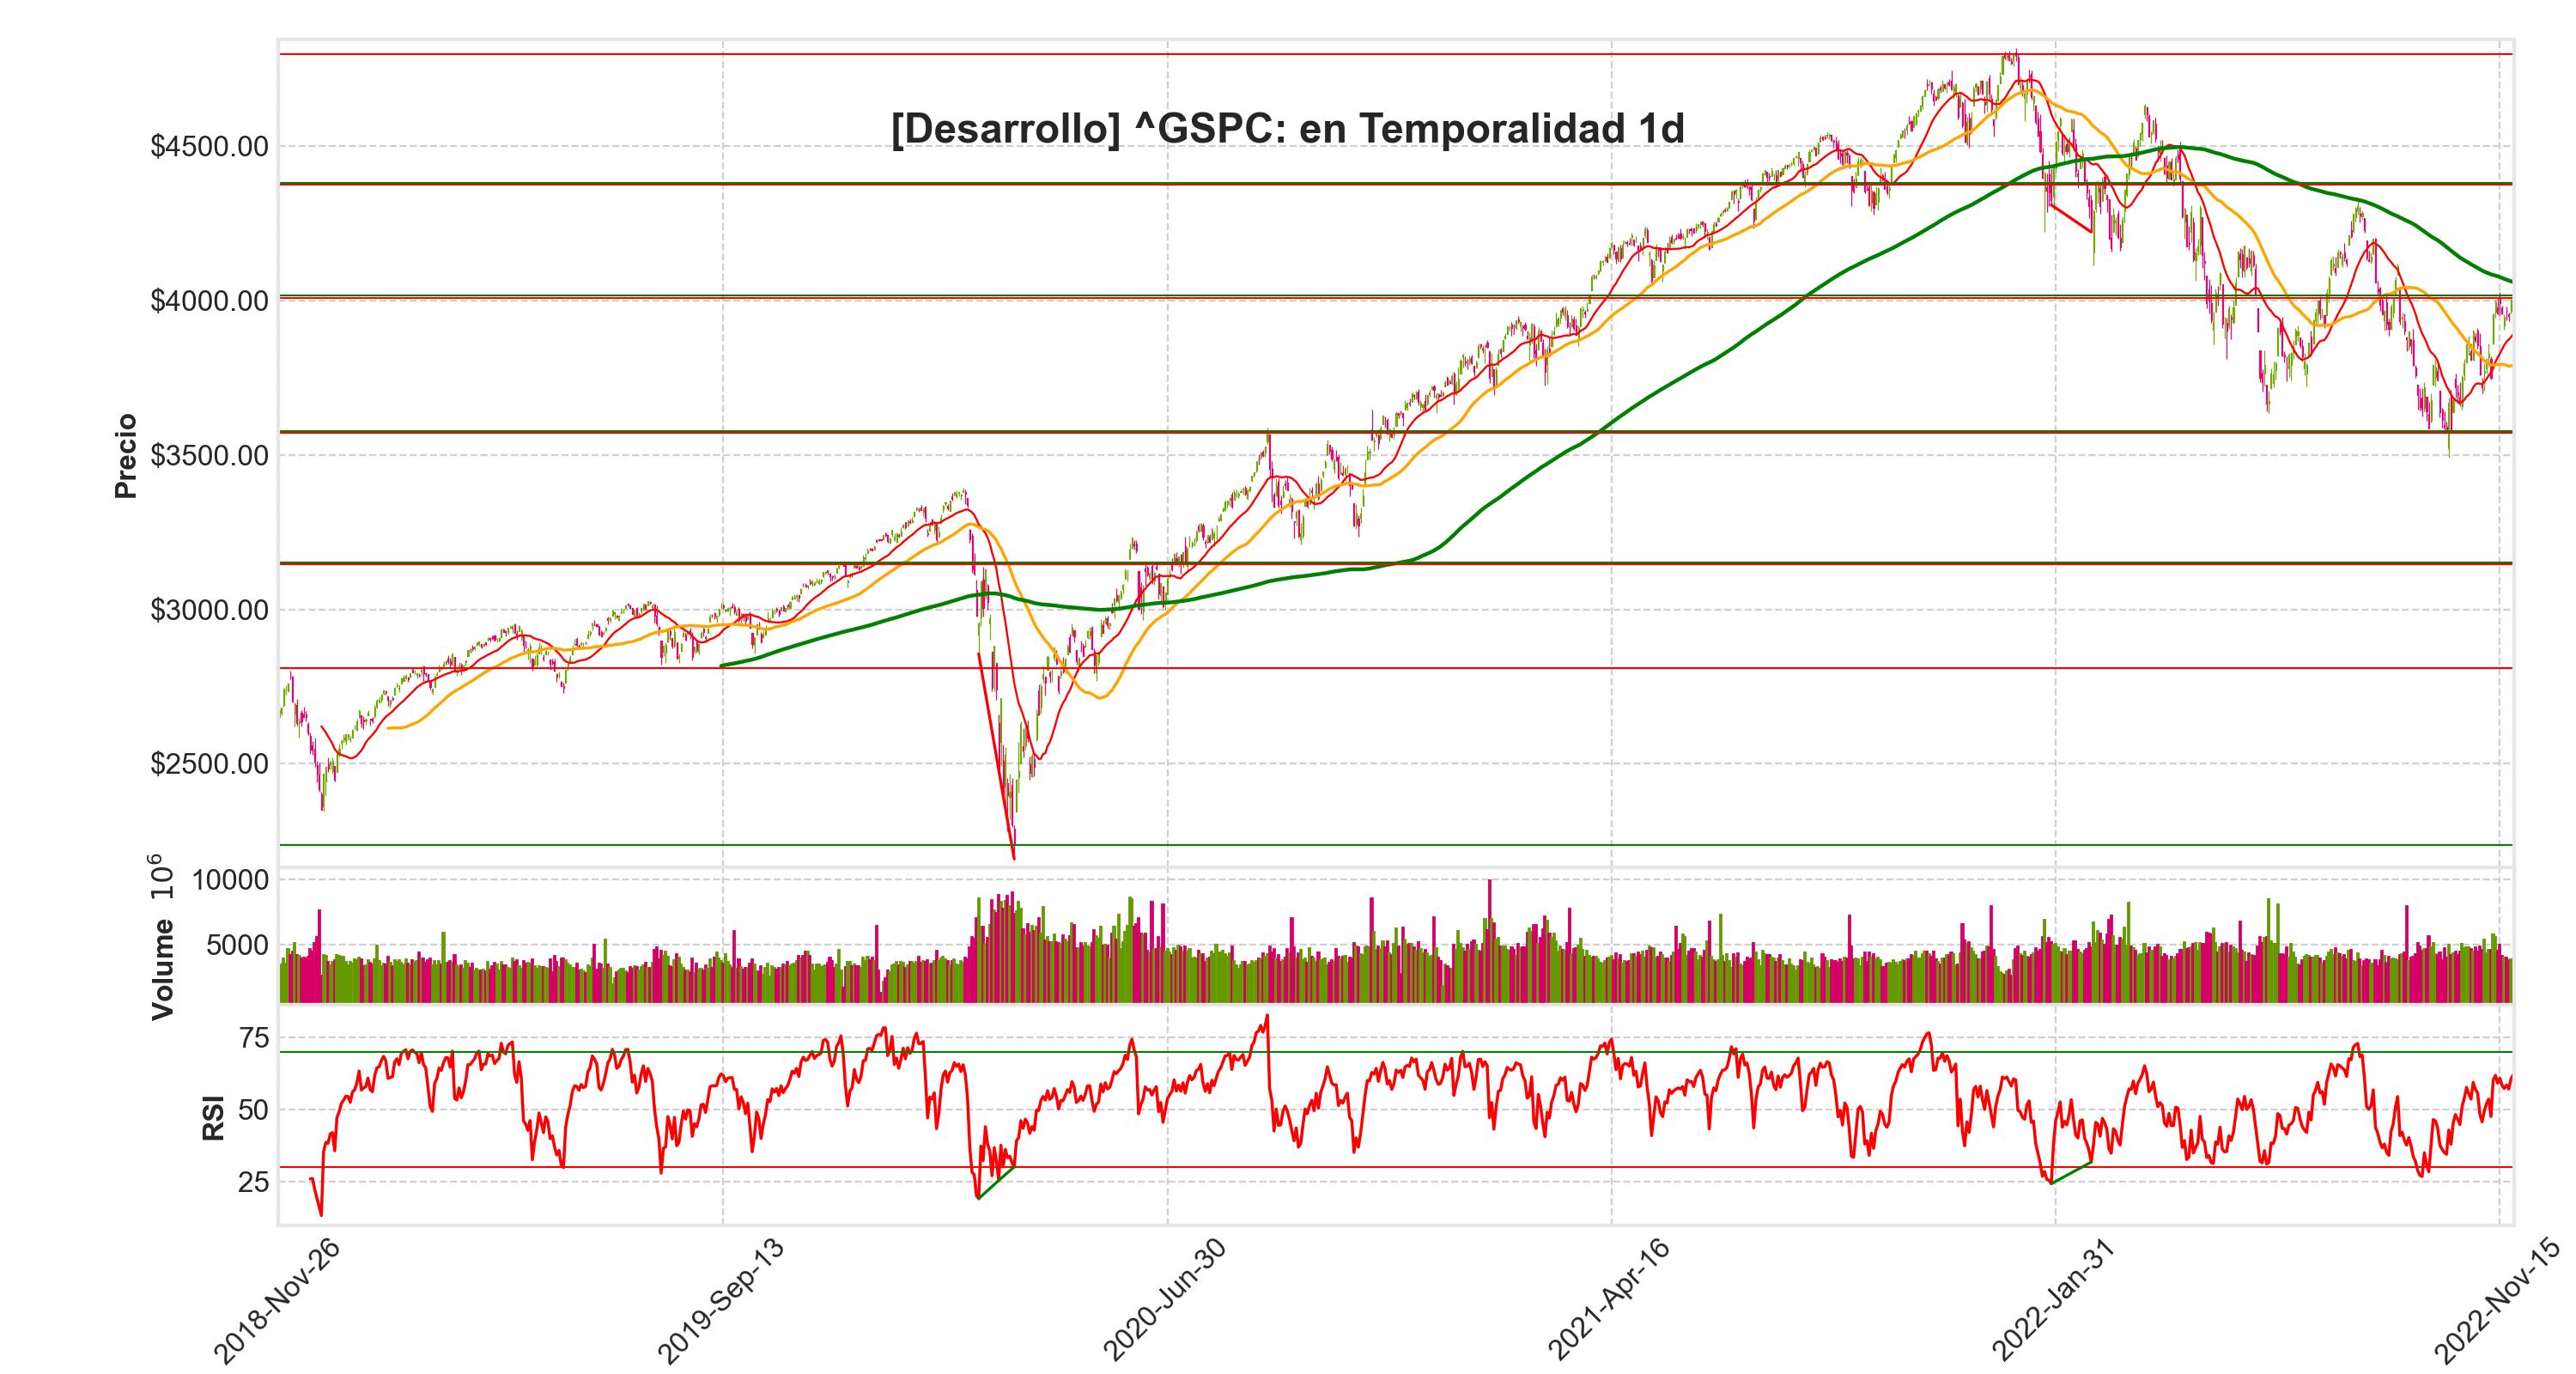 [Desarrollo] ^GSPC: en Temporalidad 1d
$4500.00
$4000.00
$3500.00
$3000.00
$2500.00
Precio
10000
5000
Volume 10⁶
75
50
25
RSI
2018-Nov-26
2019-Sep-13
2020-Jun-30
2021-Apr-16
2022-Jan-31
2022-Nov-15